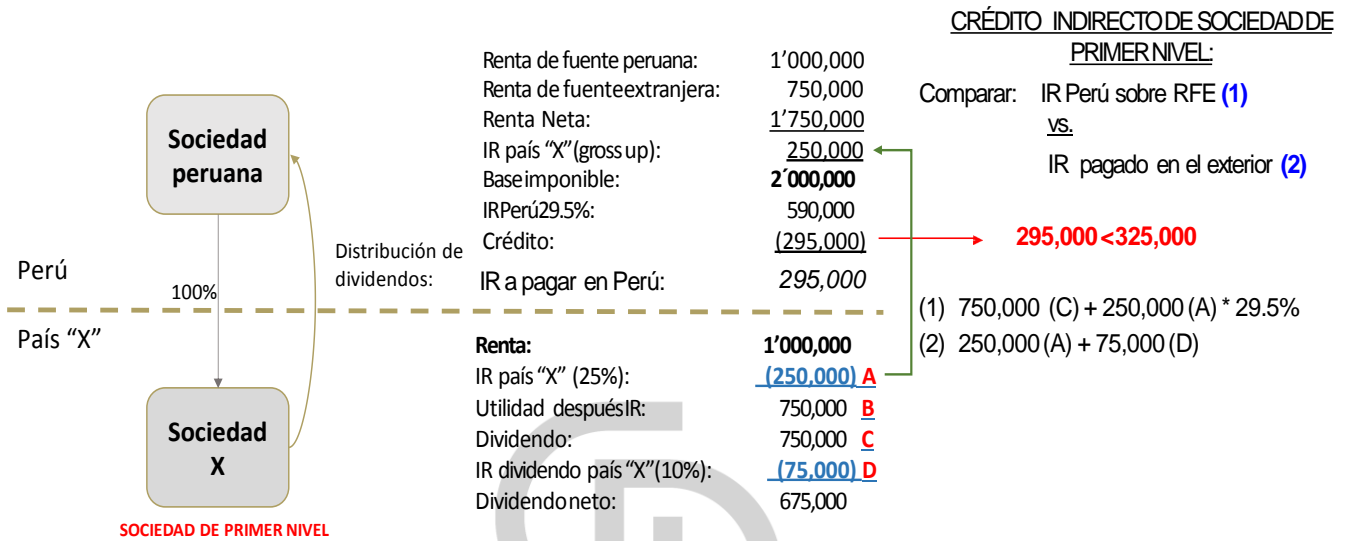 CRÉDITO INDIRECTO DE SOCIEDAD DE
PRIMER NIVEL:
Comparar: IR Perú sobre RFE (1)
vs.
IR pagado en el exterior (2)
295,000 < 325,000
(1) 750,000 (C) + 250,000 (A) * 29.5%
(2) 250,000 (A) + 75,000 (D)
Renta de fuente peruana: 1’000,000
Renta de fuente extranjera: 750,000
Renta Neta: 1’750,000
IR país “X” (gross up): 250,000
Base imponible: 2´000,000
IR Perú 29.5%: 590,000
Crédito: (295,000)
IR a pagar en Perú: 295,000
Sociedad
peruana
Distribución de
dividendos:
Perú
100%
País “X”
Sociedad
X
SOCIEDAD DE PRIMER NIVEL
Renta: 1’000,000
IR país “X” (25%): (250,000) A
Utilidad después IR: 750,000 B
Dividendo: 750,000 C
IR dividendo país “X” (10%): (75,000) D
Dividendo neto: 675,000